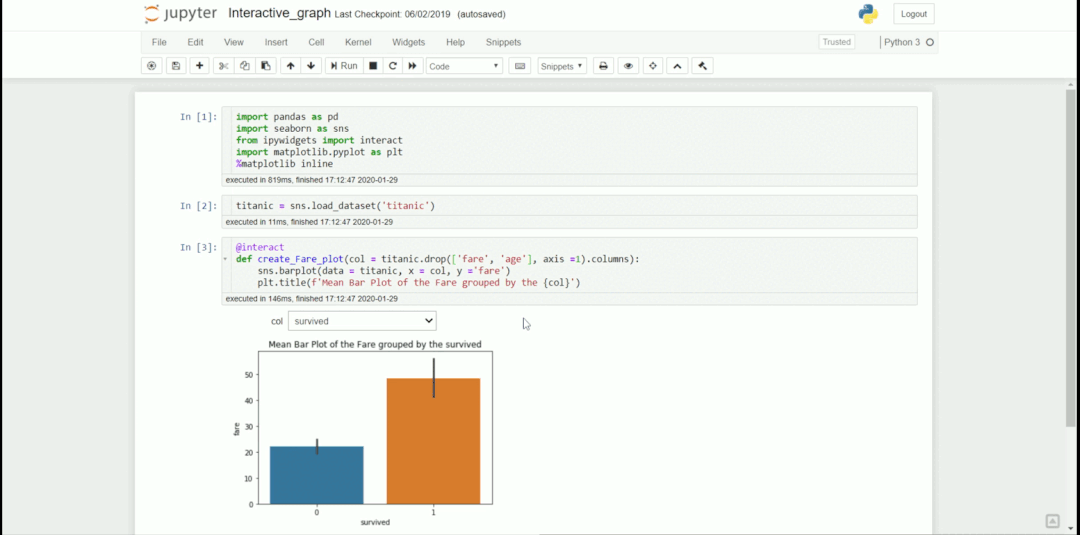 jupyter Interactive_graph Last Checkpoint: 06/02/2019 (autosaved) Logout
File Edit View Insert Cell Kernel Widgets Help Snippets Trusted Python 3
Run Code Snippets
In [1]: import pandas as pd
import seaborn as sns
from ipywidgets import interact
import matplotlib.pyplot as plt
%matplotlib inline
executed in 819ms, finished 17:12:47 2020-01-29
In [2]: titanic = sns.load_dataset('titanic')
executed in 11ms, finished 17:12:47 2020-01-29
In [3]: @interact
def create_Fare_plot(col = titanic.drop(['fare', 'age'], axis =1).columns):
sns.barplot(data = titanic, x = col, y ='fare')
plt.title(f'Mean Bar Plot of the Fare grouped by the {col}')
executed in 146ms, finished 17:12:47 2020-01-29
col survived
Mean Bar Plot of the Fare grouped by the survived
50
40
30
fare
20
10
0
0 1
survived